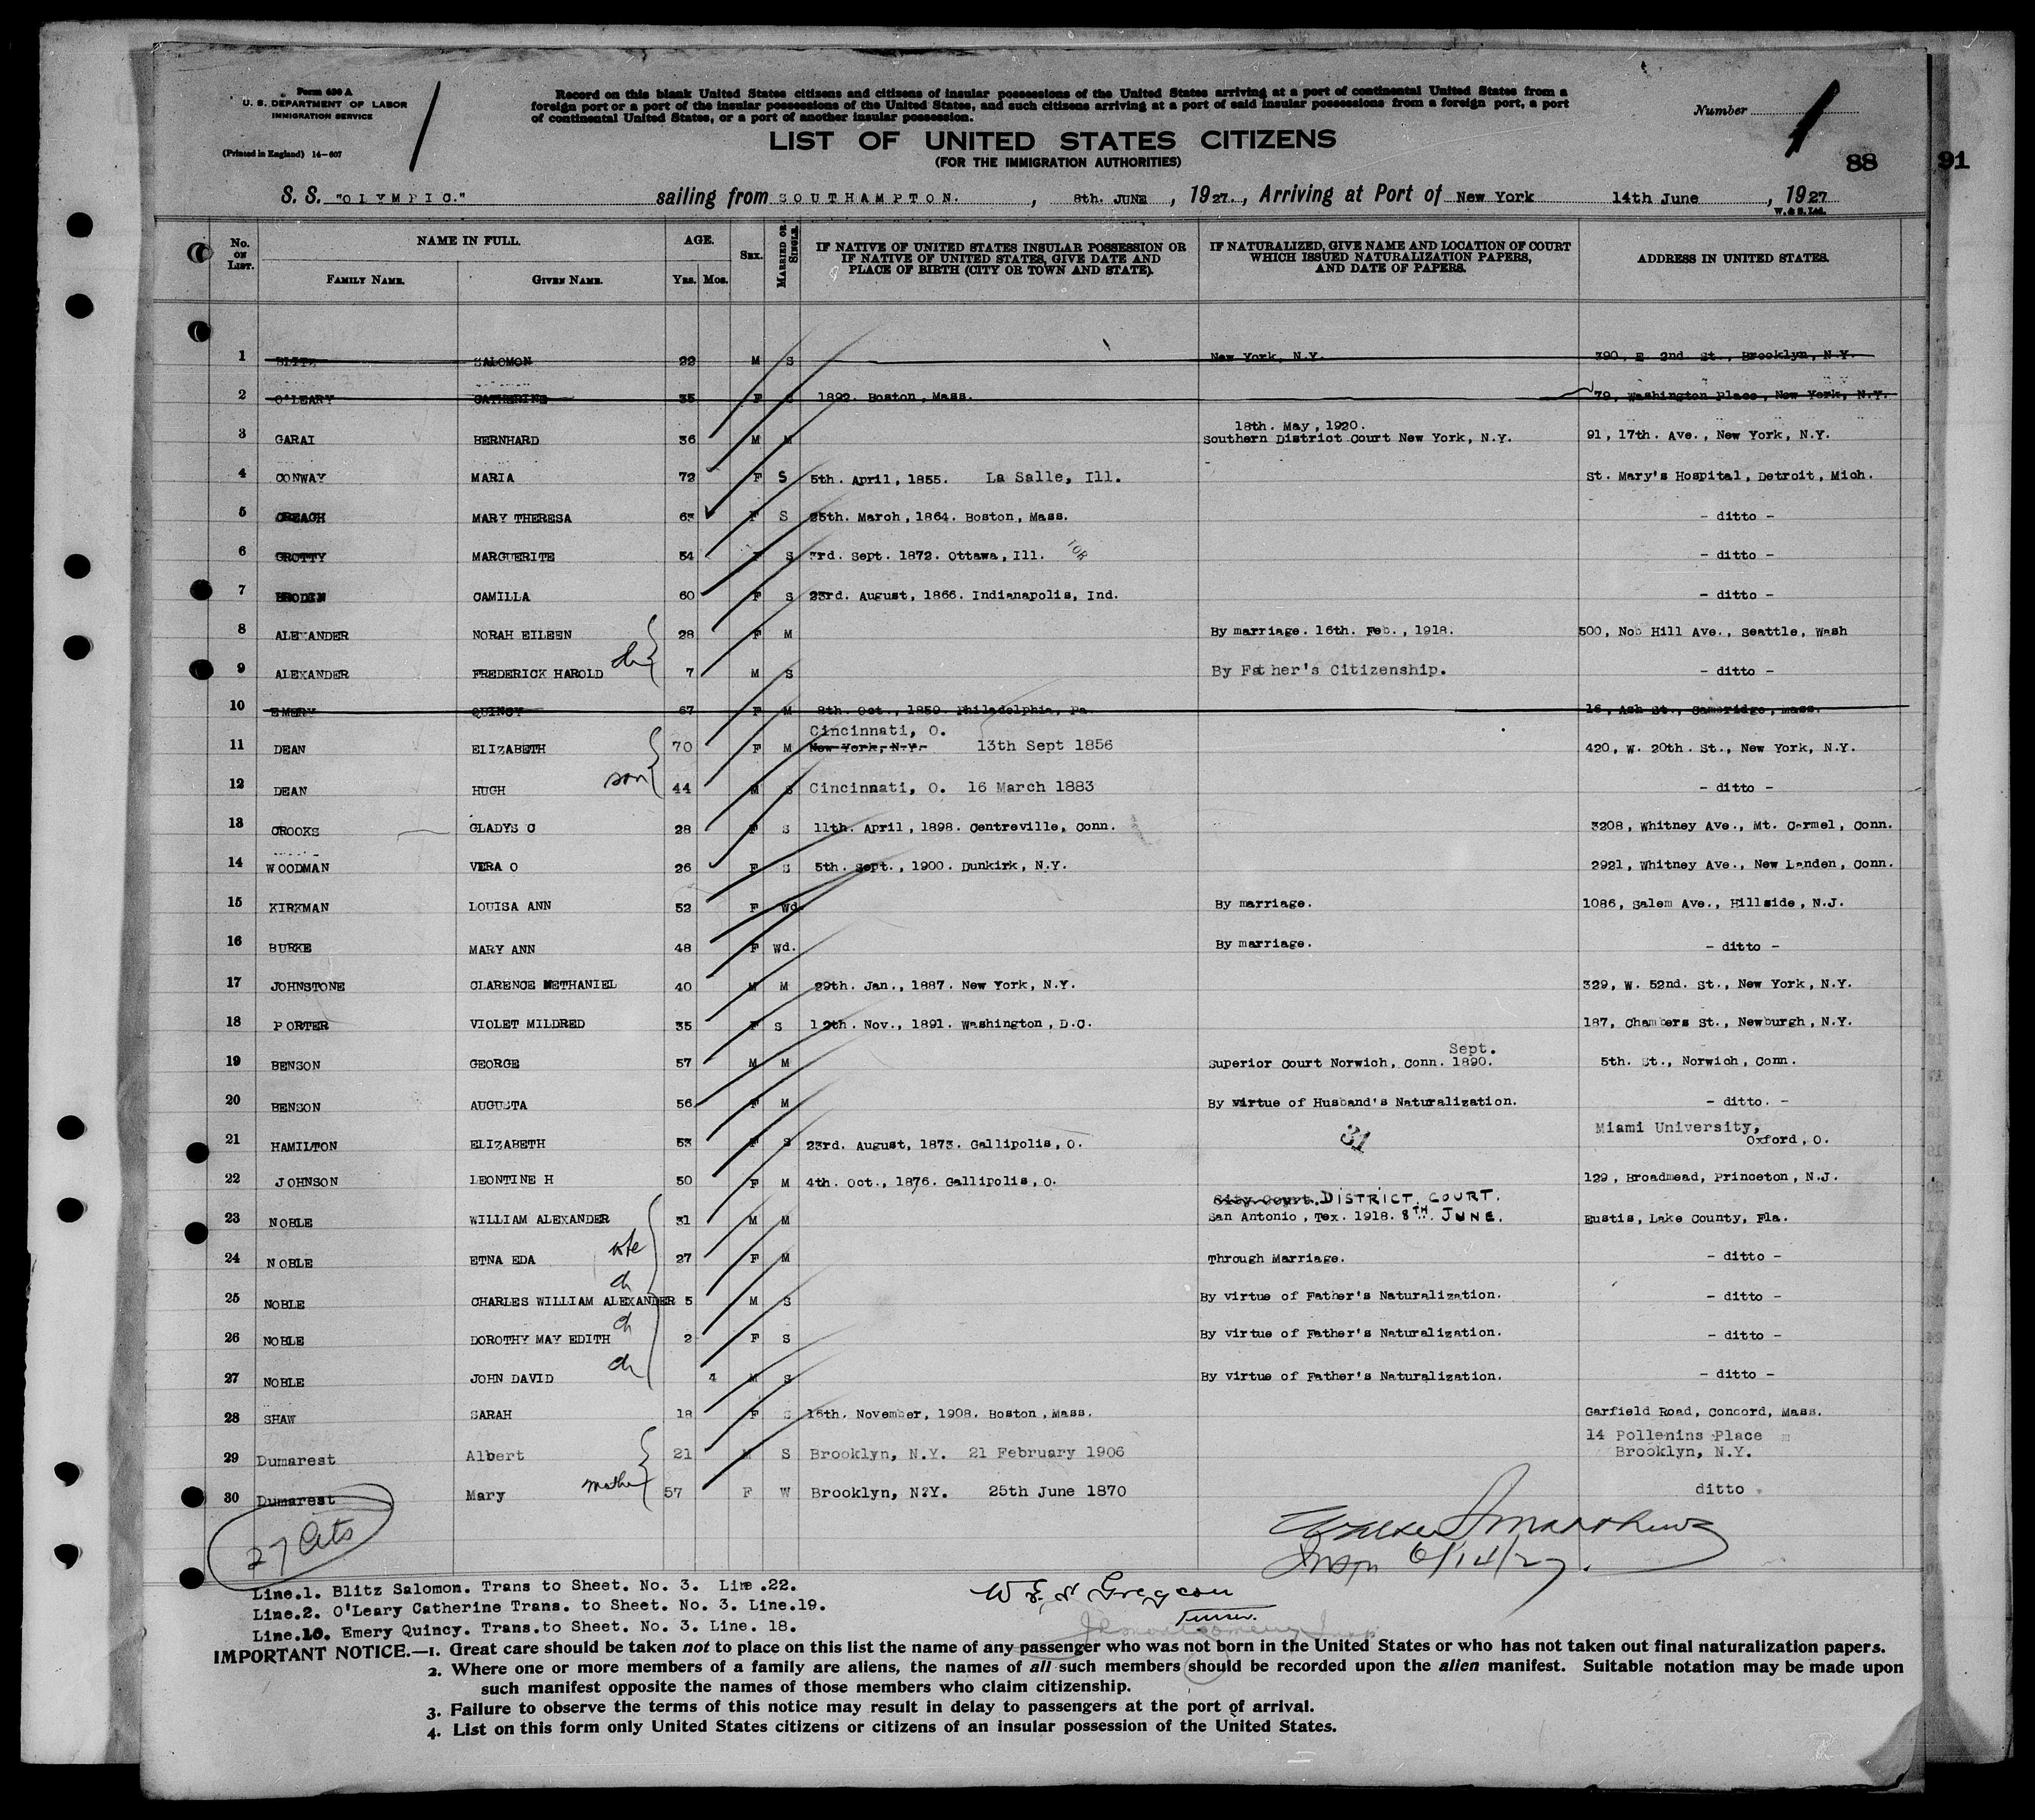 Form 630 A
U. S. DEPARTMENT OF LABOR
IMMIGRATION SERVICE
(Printed in England) 14—607
Record on this blank United States citizens and citizens of insular possessions of the United States arriving at a port of continental United States from a
foreign port or a port of the insular possessions of the United States, and such citizens arriving at a port of said insular possessions from a foreign port, a port
of continental United States, or a port of another insular possession.
Number 1
88 91
LIST OF UNITED STATES CITIZENS
(FOR THE IMMIGRATION AUTHORITIES)
S. S. "OLYMPIC." sailing from SOUTHAMPTON. , 8th. JUNE , 1927. , Arriving at Port of New York 14th June , 1927
W. & S. Ltd.
No. ON LIST. NAME IN FULL. FAMILY NAME. GIVEN NAME. AGE. YRS. MOS. SEX. MARRIED OR SINGLE. IF NATIVE OF UNITED STATES INSULAR POSSESSION OR IF NATIVE OF UNITED STATES, GIVE DATE AND PLACE OF BIRTH (CITY OR TOWN AND STATE). IF NATURALIZED, GIVE NAME AND LOCATION OF COURT WHICH ISSUED NATURALIZATION PAPERS, AND DATE OF PAPERS. ADDRESS IN UNITED STATES.
1 BLITZ SALOMON 22 M S New York, N.Y. 390, E 2nd St., Brooklyn, N.Y.
2 O'LEARY CATHERINE 35 F S 1892. Boston, Mass. 79, Washington Place, New York, N.Y.
3 GARAI BERNHARD 36 M M 18th. May, 1920. Southern District Court New York, N.Y. 91, 17th. Ave., New York, N.Y.
4 CONWAY MARIA 72 F S 5th. April, 1855. La Salle, Ill. St. Mary's Hospital, Detroit, Mich.
5 CREAGH MARY THERESA 63 F S 25th. March, 1864. Boston, Mass. - ditto -
6 GROTTY MARGUERITE 54 F S 3rd. Sept. 1872. Ottawa, Ill. - ditto -
7 BRODIN CAMILLA 60 F S 23rd. August, 1866. Indianapolis, Ind. - ditto -
8 ALEXANDER NORAH EILEEN 28 F M By marriage. 16th. Feb., 1918. 500, Nob Hill Ave., Seattle, Wash
9 ALEXANDER FREDERICK HAROLD ch 7 M S By Father's Citizenship. - ditto -
10 EMERY QUINCY 67 F M 8th. Oct., 1859. Philadelphia, Pa. 16, Ash St., Cambridge, Mass.
11 DEAN ELIZABETH 70 F M Cincinnati, O. New York, N.Y. 13th Sept 1856 420, W. 20th. St., New York, N.Y.
12 DEAN HUGH son 44 M S Cincinnati, O. 16 March 1883 - ditto -
13 CROOKS GLADYS C 28 F S 11th. April, 1898. Centreville, Conn. 3208, Whitney Ave., Mt. Carmel, Conn.
14 WOODMAN VERA O 26 F S 5th. Sept., 1900. Dunkirk, N.Y. 2921, Whitney Ave., New Landen, Conn.
15 KIRKMAN LOUISA ANN 52 F Wd. By marriage. 1086, Salem Ave., Hillside, N.J.
16 BURKE MARY ANN 48 F Wd. By marriage. - ditto -
17 JOHNSTONE CLARENCE NETHANIEL 40 M M 29th. Jan., 1887. New York, N.Y. 329, W. 52nd. St., New York, N.Y.
18 PORTER VIOLET MILDRED 35 F S 12th. Nov., 1891. Washington, D.C. 187, Chambers St., Newburgh, N.Y.
19 BENSON GEORGE 57 M M Superior Court Norwich, Conn. Sept. 1890. 5th. St., Norwich, Conn.
20 BENSON AUGUSTA 56 F M By virtue of Husband's Naturalization. - ditto. -
21 HAMILTON ELIZABETH 53 F S 23rd. August, 1873. Gallipolis, O. 31 Miami University, Oxford, O.
22 JOHNSON LEONTINE H 50 F M 4th. Oct., 1876. Gallipolis, O. 129, Broadmead, Princeton, N.J.
23 NOBLE WILLIAM ALEXANDER 31 M M City Court. DISTRICT COURT. San Antonio, Tex. 1918. 8TH. JUNE. Eustis, Lake County, Fla.
24 NOBLE ETNA EDA wfe 27 F M Through Marriage. - ditto -
25 NOBLE CHARLES WILLIAM ALEXANDER ch 5 M S By virtue of Father's Naturalization. - ditto -
26 NOBLE DOROTHY MAY EDITH ch 2 F S By virtue of Father's Naturalization. - ditto -
27 NOBLE JOHN DAVID ch 4 M S By virtue of Father's Naturalization. - ditto -
28 SHAW SARAH 18 F S 16th. November, 1908. Boston, Mass. Garfield Road, Concord, Mass.
29 Dumarest Albert 21 M S Brooklyn, N.Y. 21 February 1906 14 Pollenins Place Brooklyn, N.Y.
30 Dumarest Mary mother 57 F W Brooklyn, N.Y. 25th June 1870 ditto
27 Cits
Insp 6/14/27.
Line.1. Blitz Salomon. Trans to Sheet. No. 3. Line.22.
Line.2. O'Leary Catherine Trans. to Sheet. No. 3. Line.19.
Line.10. Emery Quincy. Trans.to Sheet. No. 3. Line. 18.
IMPORTANT NOTICE.—1. Great care should be taken not to place on this list the name of any passenger who was not born in the United States or who has not taken out final naturalization papers.
2. Where one or more members of a family are aliens, the names of all such members should be recorded upon the alien manifest. Suitable notation may be made upon
such manifest opposite the names of those members who claim citizenship.
3. Failure to observe the terms of this notice may result in delay to passengers at the port of arrival.
4. List on this form only United States citizens or citizens of an insular possession of the United States.